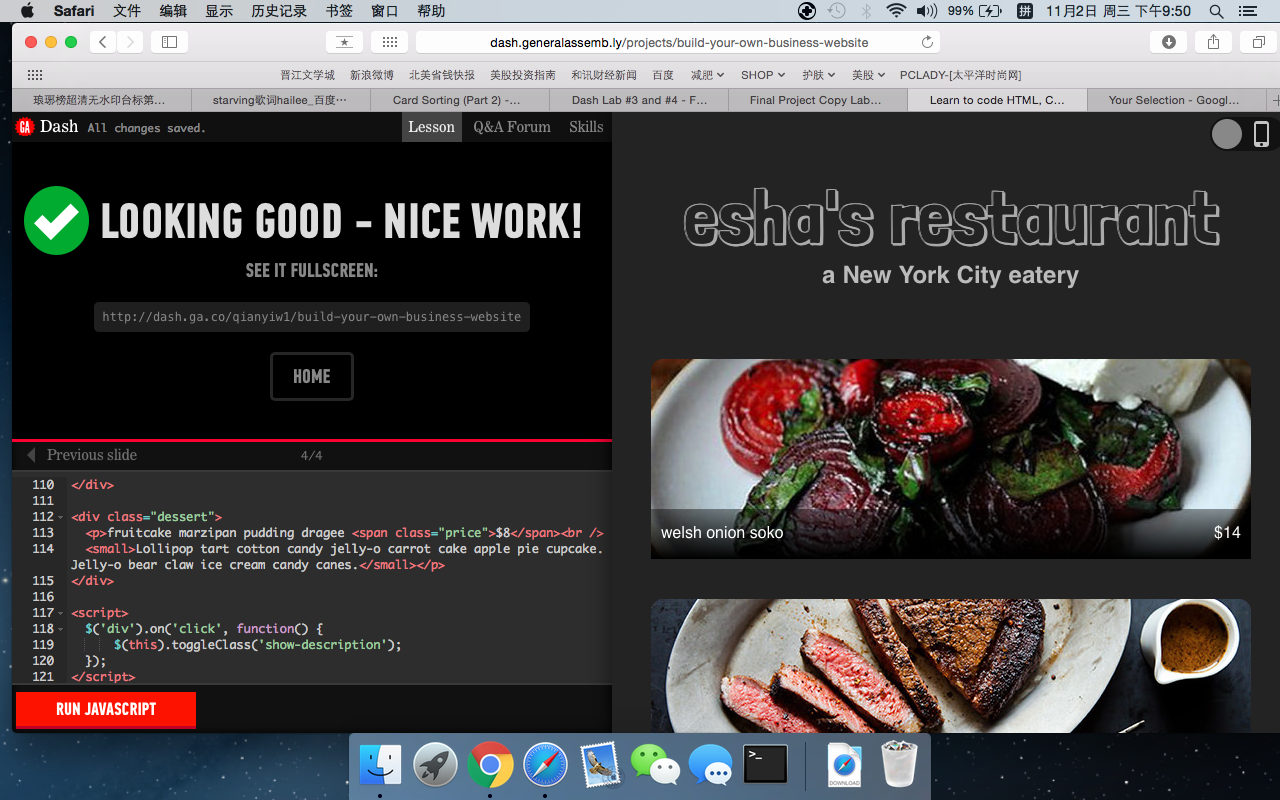 Safari 文件 编辑 显示 历史记录 书签 窗口 帮助 99% 拼 11月2日 周三 下午9:50
dash.generalassemb.ly/projects/build-your-own-business-website
晋江文学城 新浪微博 北美省钱快报 美股投资指南 和讯财经新闻 百度 减肥 SHOP 护肤 美股 PCLADY-[太平洋时尚网]
琅琊榜超清无水印台标第… starving歌词hailee_百度… Card Sorting (Part 2) -… Dash Lab #3 and #4 - F… Final Project Copy Lab… Learn to code HTML, C… Your Selection - Googl…
GA Dash All changes saved. Lesson Q&A Forum Skills
LOOKING GOOD - NICE WORK!
SEE IT FULLSCREEN:
http://dash.ga.co/qianyiw1/build-your-own-business-website
HOME
Previous slide 4/4
110 </div>
111
112 <div class="dessert">
113 <p>fruitcake marzipan pudding dragee <span class="price">$8</span><br />
114 <small>Lollipop tart cotton candy jelly-o carrot cake apple pie cupcake.
Jelly-o bear claw ice cream candy canes.</small></p>
115 </div>
116
117 <script>
118 $('div').on('click', function() {
119 $(this).toggleClass('show-description');
120 });
121 </script>
RUN JAVASCRIPT
esha's restaurant
a New York City eatery
welsh onion soko $14
>_
DOWNLOAD